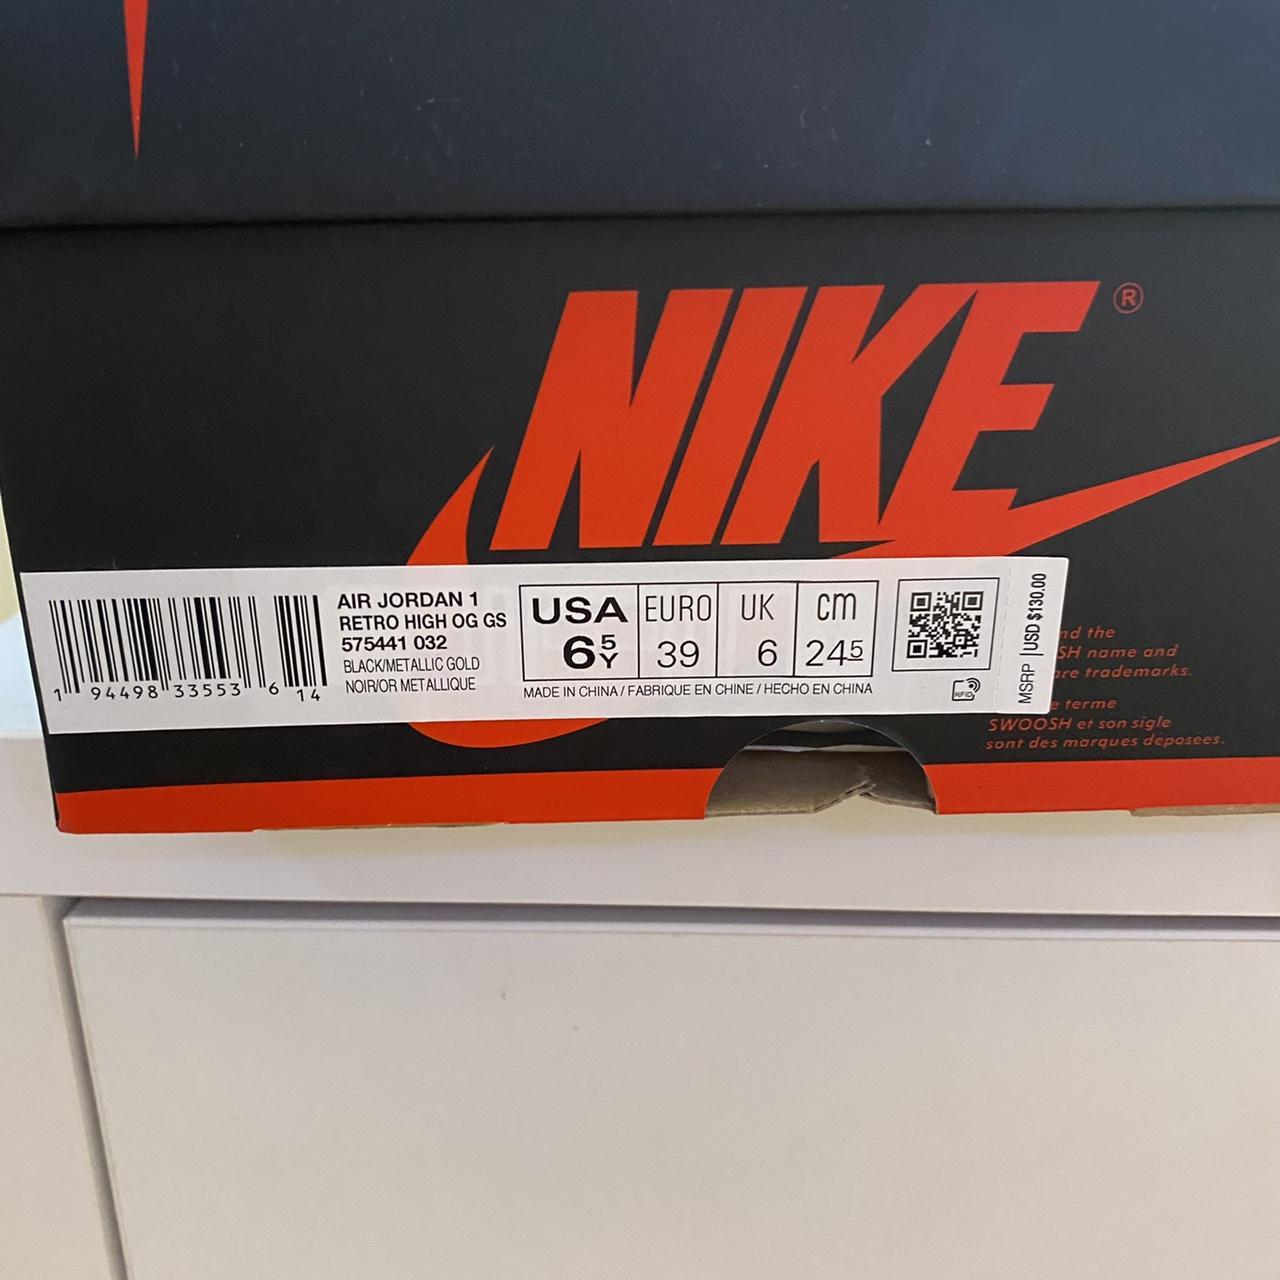 NIKE®
AIR JORDAN 1
RETRO HIGH OG GS
575441 032
BLACK/METALLIC GOLD
NOIR/OR METALLIQUE
1 94498 33553 6 14
USA EURO UK cm
6 5 Y 39 6 24 5
MADE IN CHINA / FABRIQUE EN CHINE / HECHO EN CHINA
RFID
MSRP |USD $130.00
the
name and
are trademarks.
terme
SWOOSH et son sigle
sont des marques déposées.